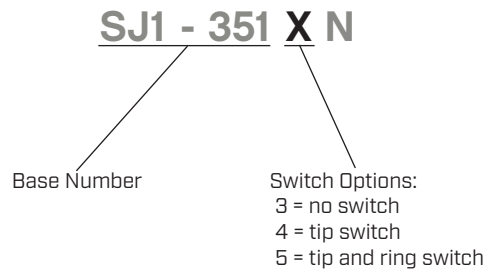 SJ1 - 351 X N
Base Number
Switch Options:
3 = no switch
4 = tip switch
5 = tip and ring switch